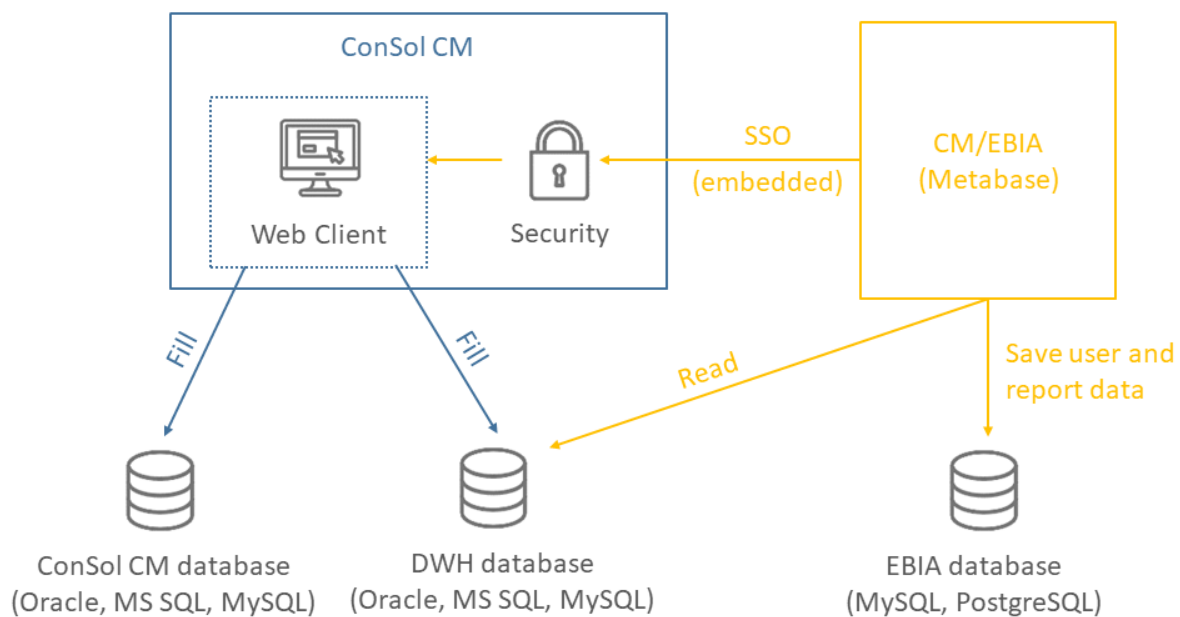 ConSol CM
Web Client
Security
SSO
(embedded)
CM/EBIA
(Metabase)
Fill
Fill
Read
Save user and
report data
ConSol CM database
(Oracle, MS SQL, MySQL)
DWH database
(Oracle, MS SQL, MySQL)
EBIA database
(MySQL, PostgreSQL)